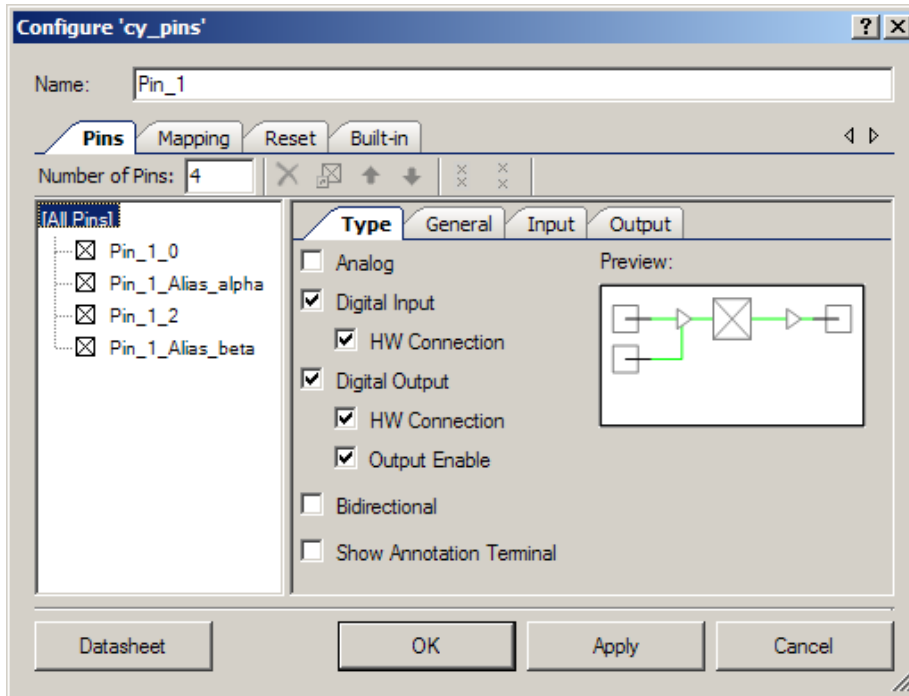 Configure 'cy_pins'
Name: Pin_1
Pins Mapping Reset Built-in
Number of Pins: 4
[All Pins]
Pin_1_0
Pin_1_Alias_alpha
Pin_1_2
Pin_1_Alias_beta
Type General Input Output
Analog
Digital Input
HW Connection
Digital Output
HW Connection
Output Enable
Bidirectional
Show Annotation Terminal
Preview:
Datasheet OK Apply Cancel